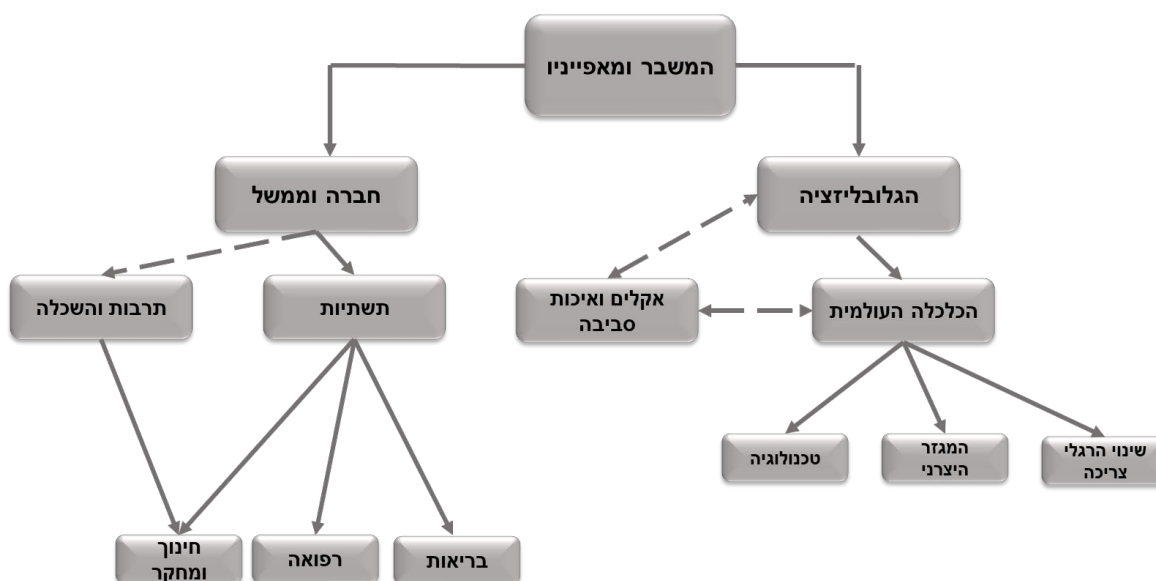 המשבר ומאפייניו
הגלובליזציה
חברה וממשל
הכלכלה העולמית
אקלים ואיכות
סביבה
תשתיות
תרבות והשכלה
שינוי הרגלי
צריכה
המגזר
היצרני
טכנולוגיה
בריאות
רפואה
חינוך
ומחקר